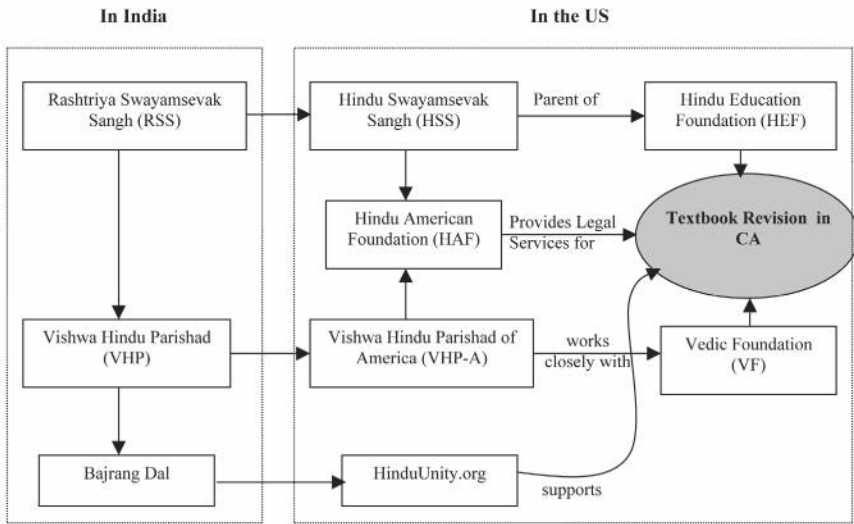 In India
In the US
Rashtriya Swayamsevak
Sangh (RSS)
Hindu Swayamsevak
Sangh (HSS)
Parent of
Hindu Education
Foundation (HEF)
Hindu American
Foundation (HAF)
Provides Legal
Services for
Textbook Revision in
CA
Vishwa Hindu Parishad
(VHP)
Vishwa Hindu Parishad of
America (VHP-A)
works
closely with
Vedic Foundation
(VF)
Bajrang Dal
HinduUnity.org
supports